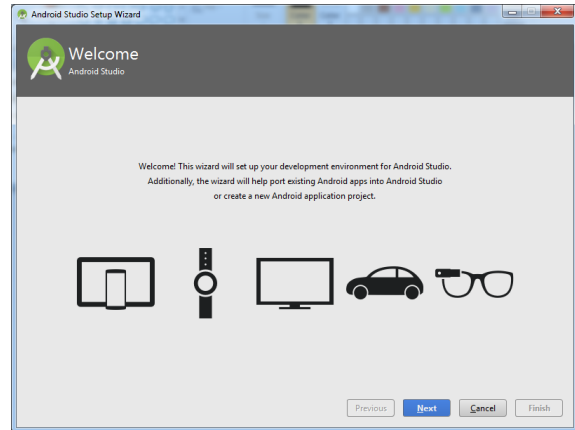 Android Studio Setup Wizard
Welcome
Android Studio
Welcome! This wizard will set up your development environment for Android Studio.
Additionally, the wizard will help port existing Android apps into Android Studio
or create a new Android application project.
Previous Next Cancel Finish